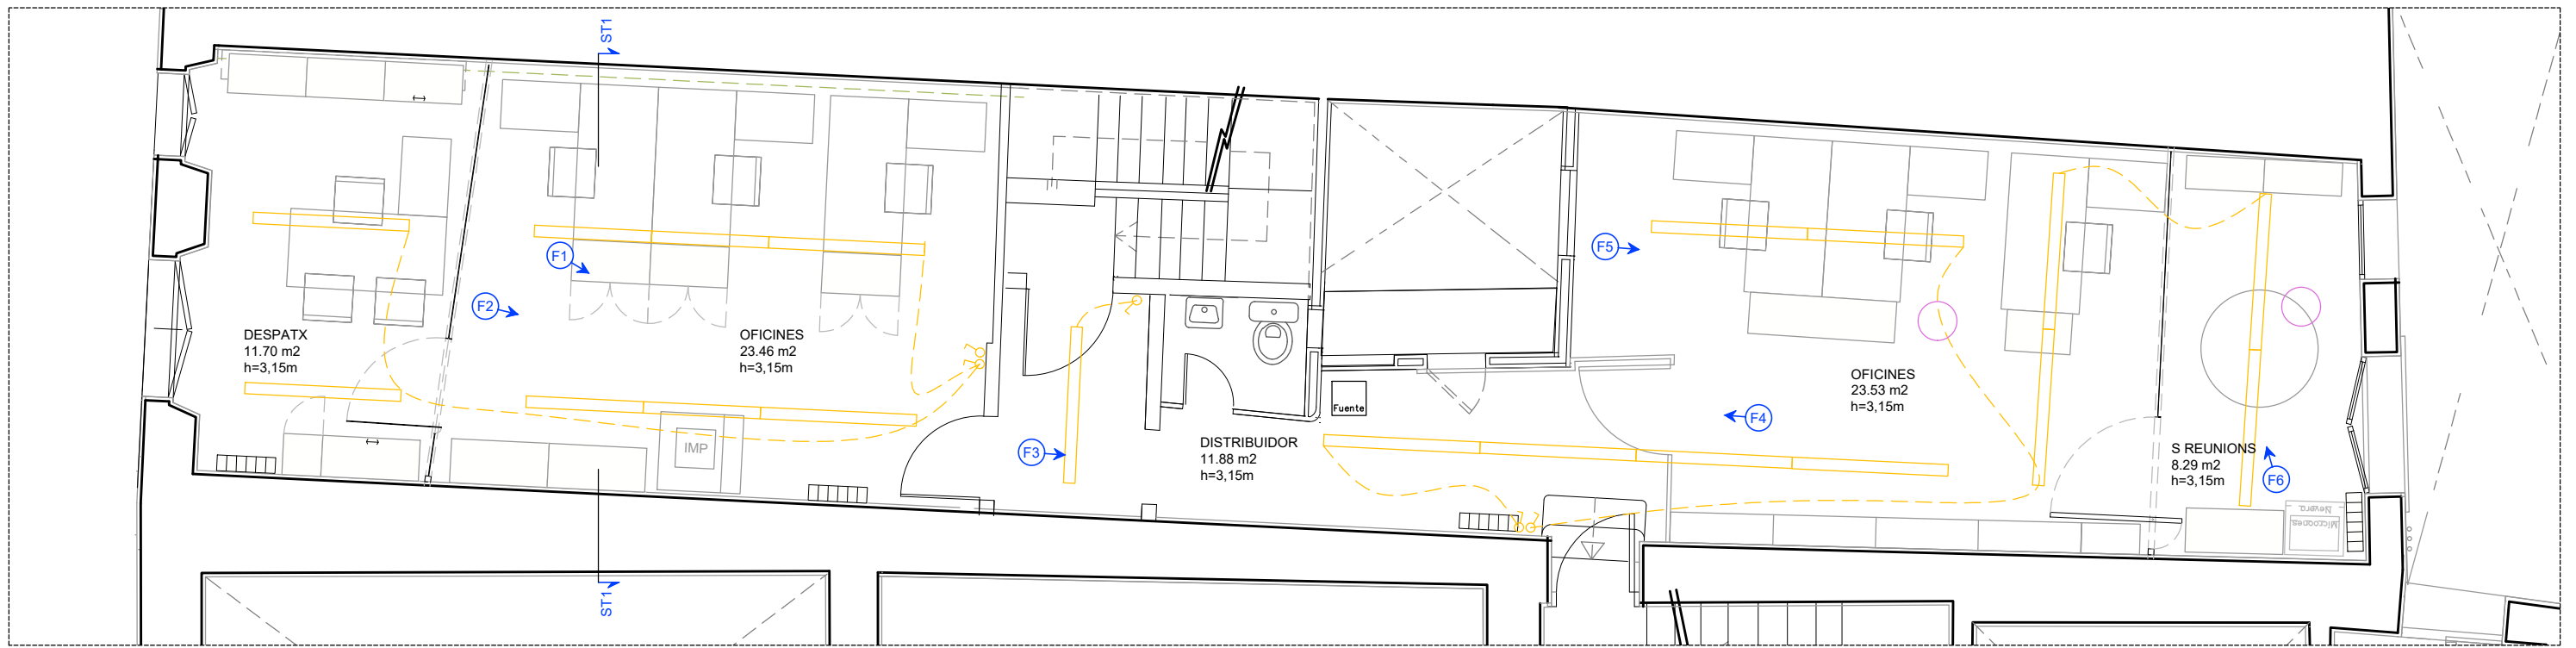 ST1
F1
F2
DESPATX
11.70 m2
h=3,15m
OFICINES
23.46 m2
h=3,15m
IMP
ST1
F3
DISTRIBUIDOR
11.88 m2
h=3,15m
Fuente
F5
F4
OFICINES
23.53 m2
h=3,15m
S REUNIONS
8.29 m2
h=3,15m
F6
Nevera
Microones